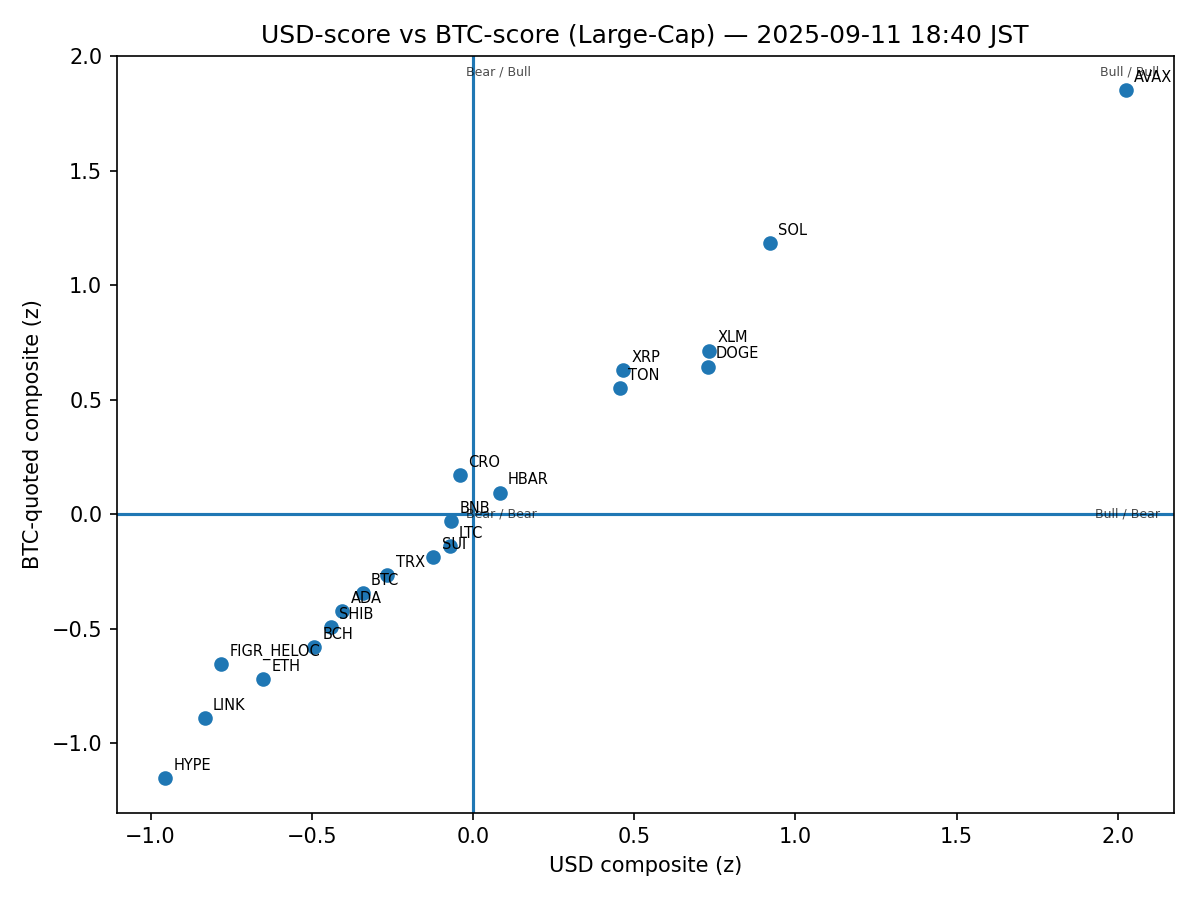 USD-score vs BTC-score (Large-Cap) — 2025-09-11 18:40 JST
2.0
1.5
1.0
0.5
0.0
−0.5
−1.0
BTC-quoted composite (z)
Bear / Bull
Bull / Bull
AVAX
SOL
XLM
DOGE
XRP
TON
CRO
HBAR
BNB
Bear / Bear
Bull / Bear
LTC
SUI
TRX
BTC
ADA
SHIB
BCH
FIGR_HELOC
ETH
LINK
HYPE
−1.0
−0.5
0.0
0.5
1.0
1.5
2.0
USD composite (z)